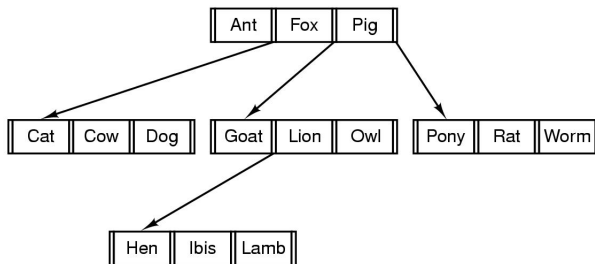 Ant Fox Pig
Cat Cow Dog Goat Lion Owl Pony Rat Worm
Hen Ibis Lamb